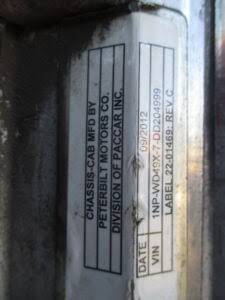 CHASSIS-CAB MFD BY
PETERBILT MOTORS CO.
DIVISION OF PACCAR INC.
DATE 09/2012
VIN 1NP-WD49X-7-DD204999
LABEL 22-01469: REV C